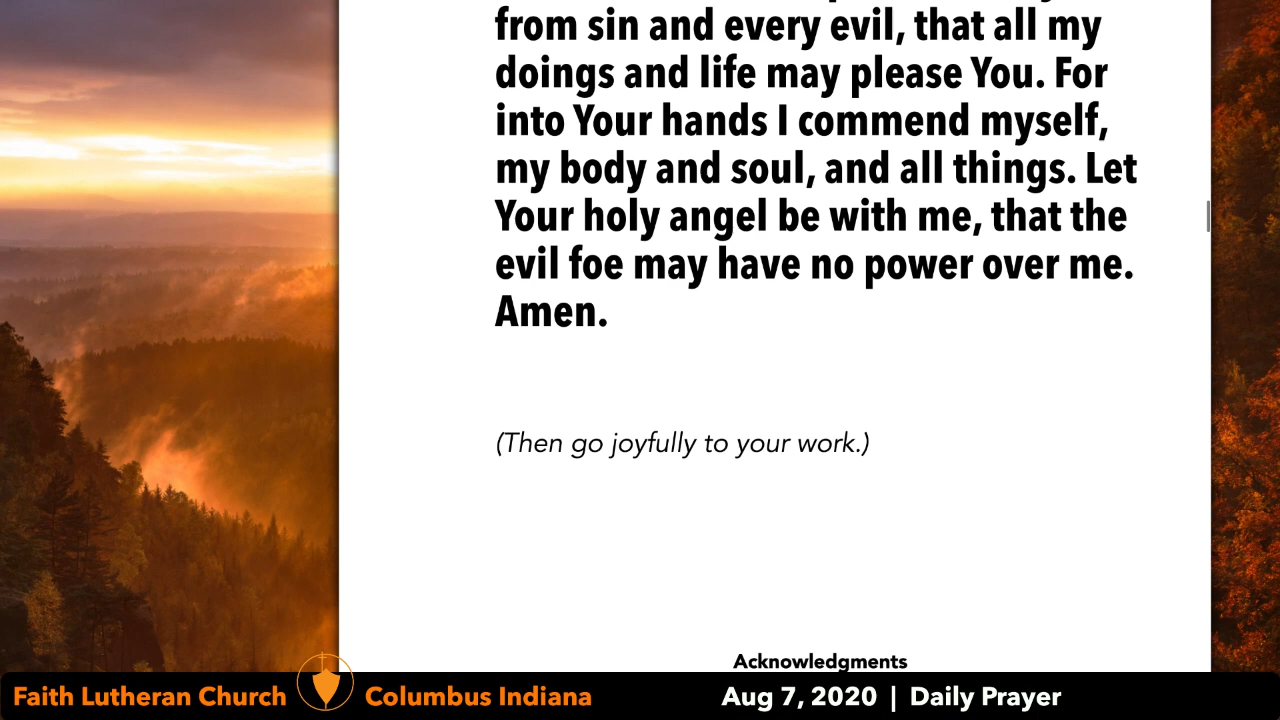 from sin and every evil, that all my
doings and life may please You. For
into Your hands I commend myself,
my body and soul, and all things. Let
Your holy angel be with me, that the
evil foe may have no power over me.
Amen.
(Then go joyfully to your work.)
Acknowledgments
Faith Lutheran Church Columbus Indiana Aug 7, 2020 | Daily Prayer